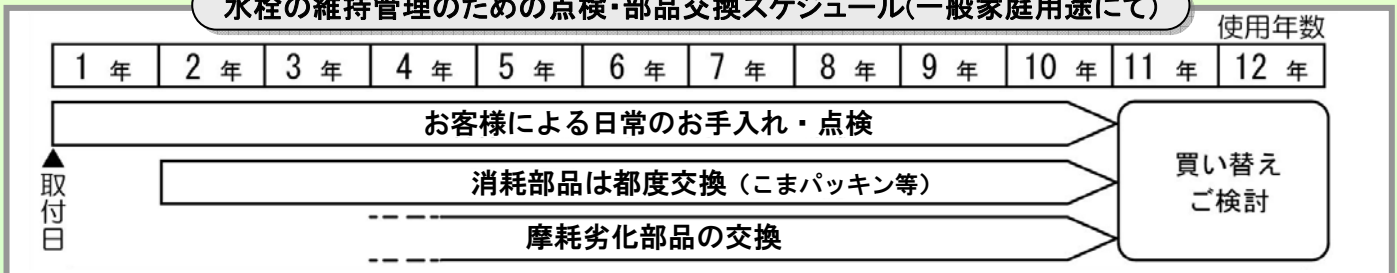 水栓の維持管理のための点検・部品交換スケジュール(一般家庭用途にて)
使用年数
1 年 2 年 3 年 4 年 5 年 6 年 7 年 8 年 9 年 10 年 11 年 12 年
お客様による日常のお手入れ・点検
▲取付日
消耗部品は都度交換（こまパッキン等）
買い替え
ご検討
摩耗劣化部品の交換